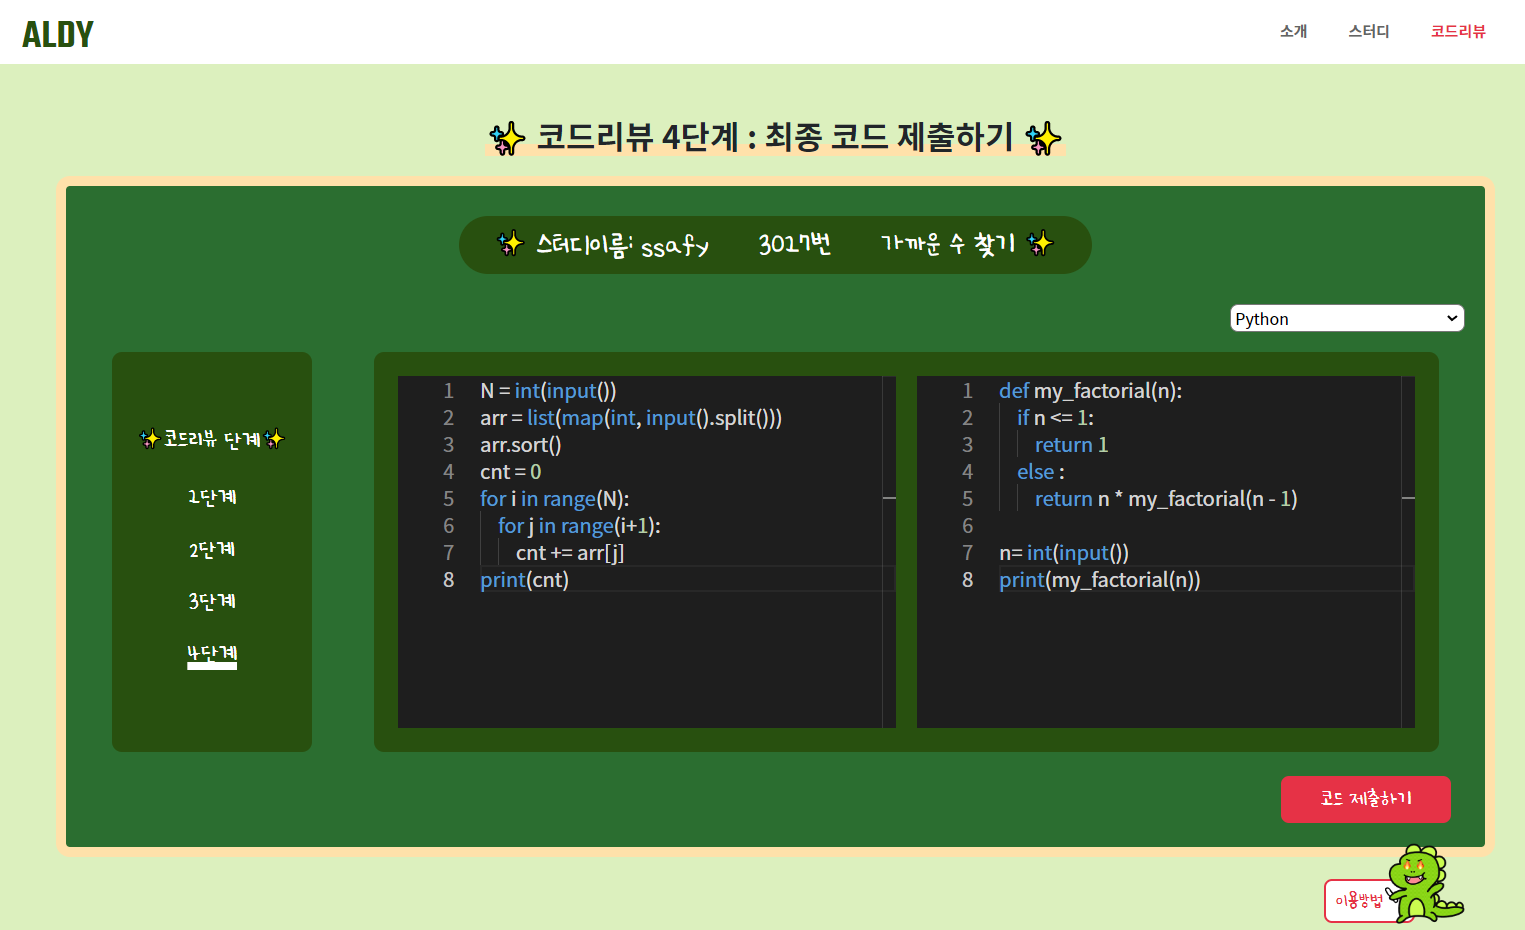 ALDY
소개 스터디 코드리뷰
✨ 코드리뷰 4단계 : 최종 코드 제출하기 ✨
✨ 스터디이름: ssafy 3017번 가까운 수 찾기 ✨
Python
✨코드리뷰 단계✨
1단계
2단계
3단계
4단계
1 N = int(input())
2 arr = list(map(int, input().split()))
3 arr.sort()
4 cnt = 0
5 for i in range(N):
6 for j in range(i+1):
7 cnt += arr[j]
8 print(cnt)
1 def my_factorial(n):
2 if n <= 1:
3 return 1
4 else :
5 return n * my_factorial(n - 1)
6
7 n= int(input())
8 print(my_factorial(n))
코드 제출하기
이용방법